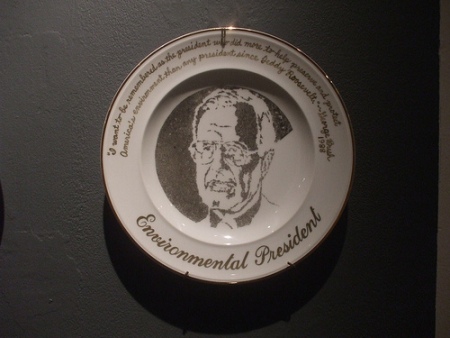 "I want to be remembered as the president who did more to help preserve and protect
America's environment than any president since Teddy Roosevelt." - George Bush,
1988
Environmental President